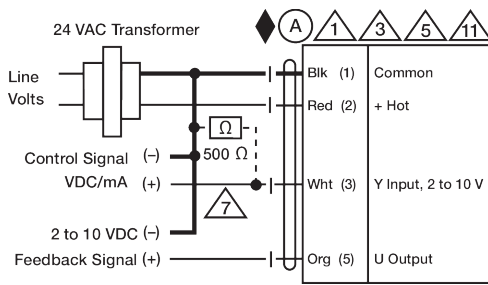 24 VAC Transformer
A 1 3 5 11
Line
Volts
Blk (1) Common
Red (2) + Hot
Ω
500 Ω
Control Signal (−)
VDC/mA (+)
Wht (3) Y Input, 2 to 10 V
7
2 to 10 VDC (−)
Feedback Signal (+)
Org (5) U Output